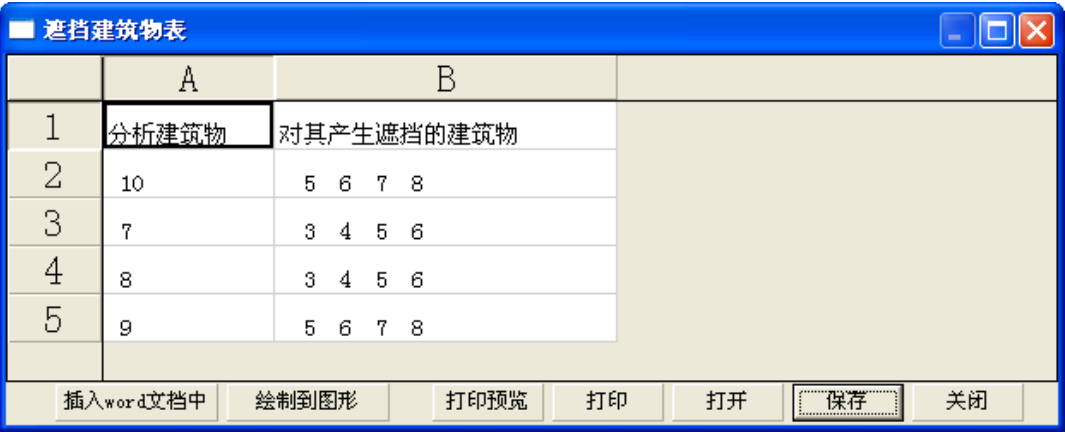 遮挡建筑物表
A B
1 分析建筑物 对其产生遮挡的建筑物
2 10 5 6 7 8
3 7 3 4 5 6
4 8 3 4 5 6
5 9 5 6 7 8
插入word文档中 绘制到图形 打印预览 打印 打开 保存 关闭